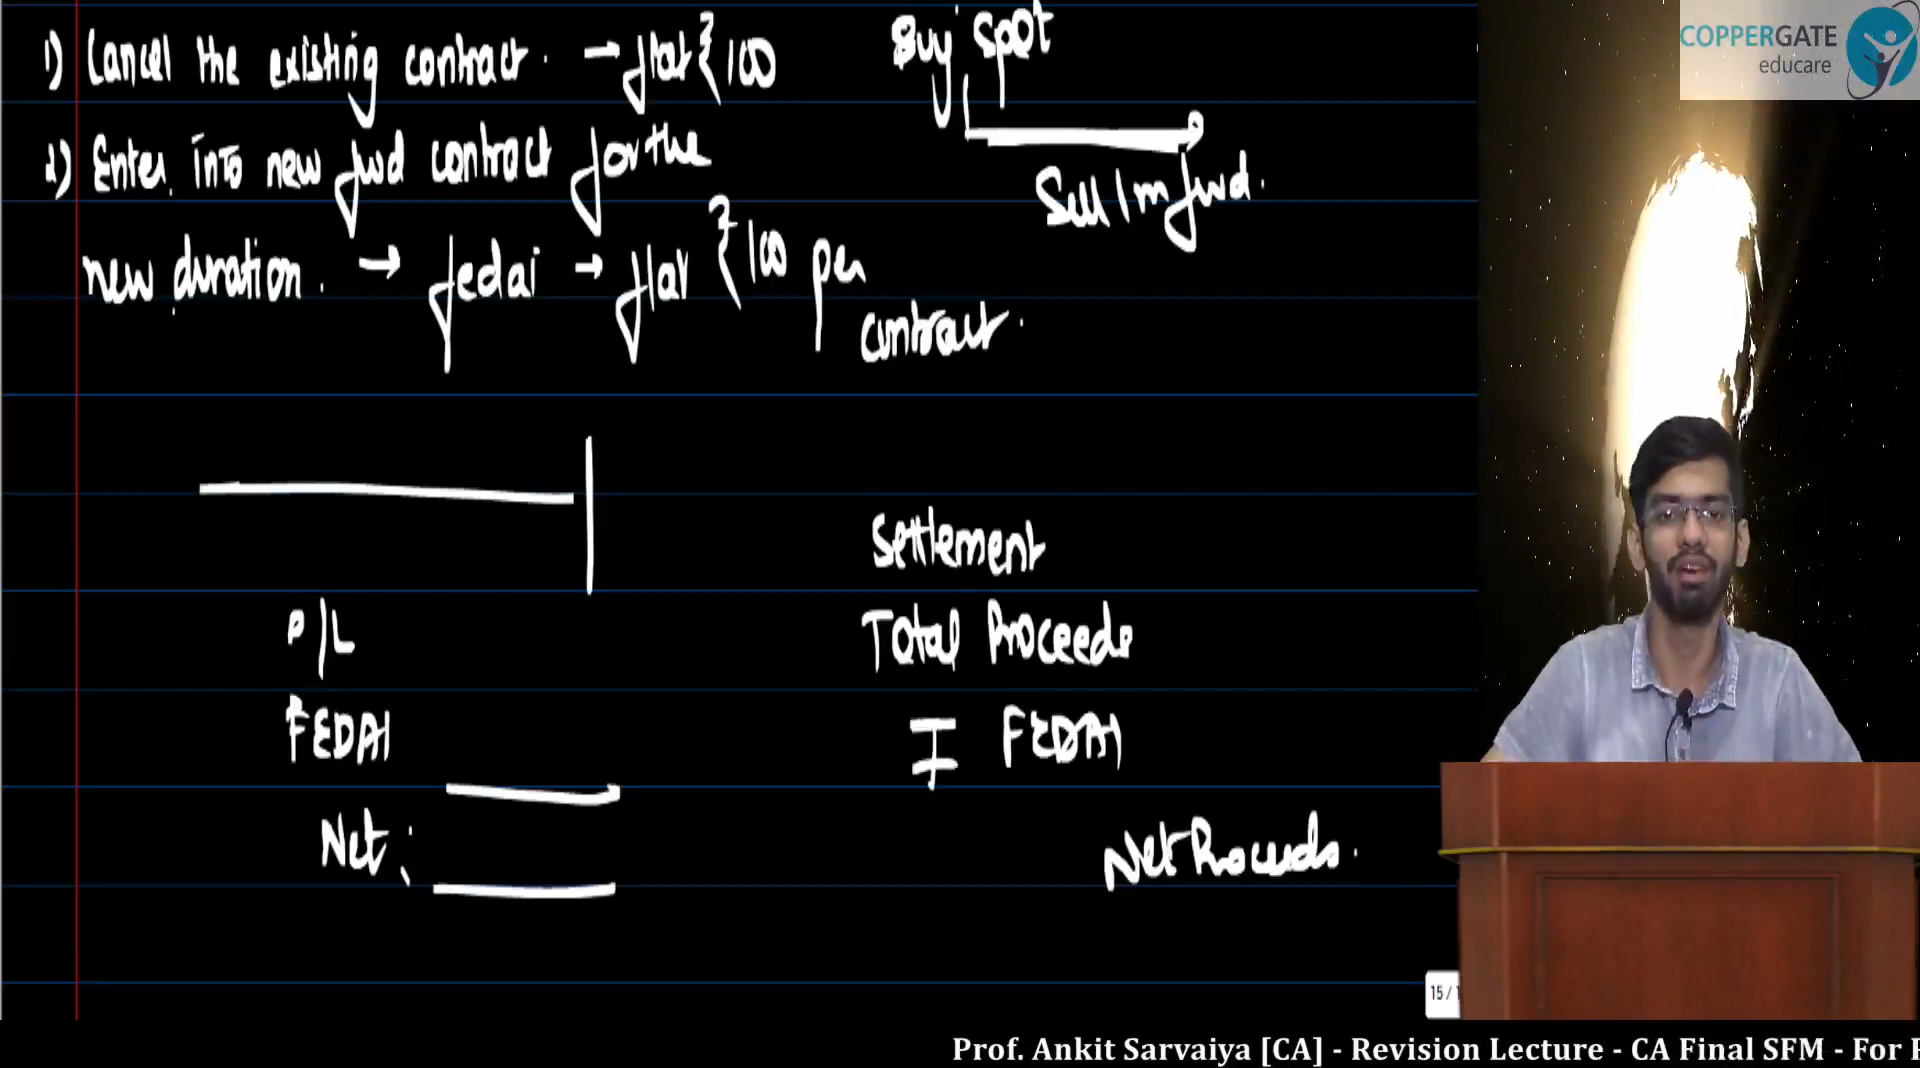 1) Cancel the existing contract. → flat ₹100
2) Enter into new fwd contract for the
new duration. → fedai → flat ₹100 per
contract.
Buy spot
Sell 1m fwd.
P/L
FEDAI
Net:
Settlement
Total Proceeds
FEDAI
Net Proceeds.
COPPERGATE
educare
15/1
Prof. Ankit Sarvaiya [CA] - Revision Lecture - CA Final SFM - For